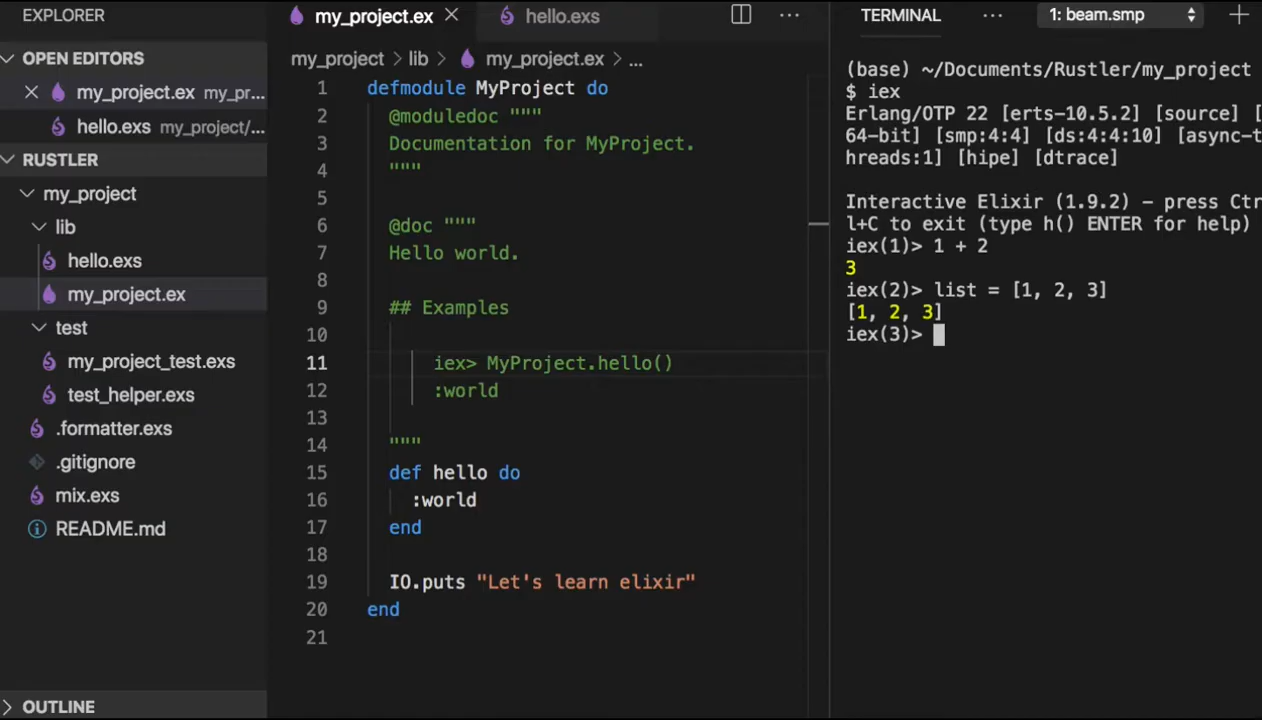 EXPLORER
OPEN EDITORS
my_project.ex my_pr...
hello.exs my_project/...
RUSTLER
my_project
lib
hello.exs
my_project.ex
test
my_project_test.exs
test_helper.exs
.formatter.exs
.gitignore
mix.exs
README.md
OUTLINE
my_project.ex
hello.exs
my_project > lib > my_project.ex > ...
1 defmodule MyProject do
2 @moduledoc """
3 Documentation for MyProject.
4 """
5
6 @doc """
7 Hello world.
8
9 ## Examples
10
11 iex> MyProject.hello()
12 :world
13
14 """
15 def hello do
16 :world
17 end
18
19 IO.puts "Let's learn elixir"
20 end
21
TERMINAL
1: beam.smp
(base) ~/Documents/Rustler/my_project
$ iex
Erlang/OTP 22 [erts-10.5.2] [source] [
64-bit] [smp:4:4] [ds:4:4:10] [async-t
hreads:1] [hipe] [dtrace]
Interactive Elixir (1.9.2) - press Ctr
l+C to exit (type h() ENTER for help)
iex(1)> 1 + 2
3
iex(2)> list = [1, 2, 3]
[1, 2, 3]
iex(3)>